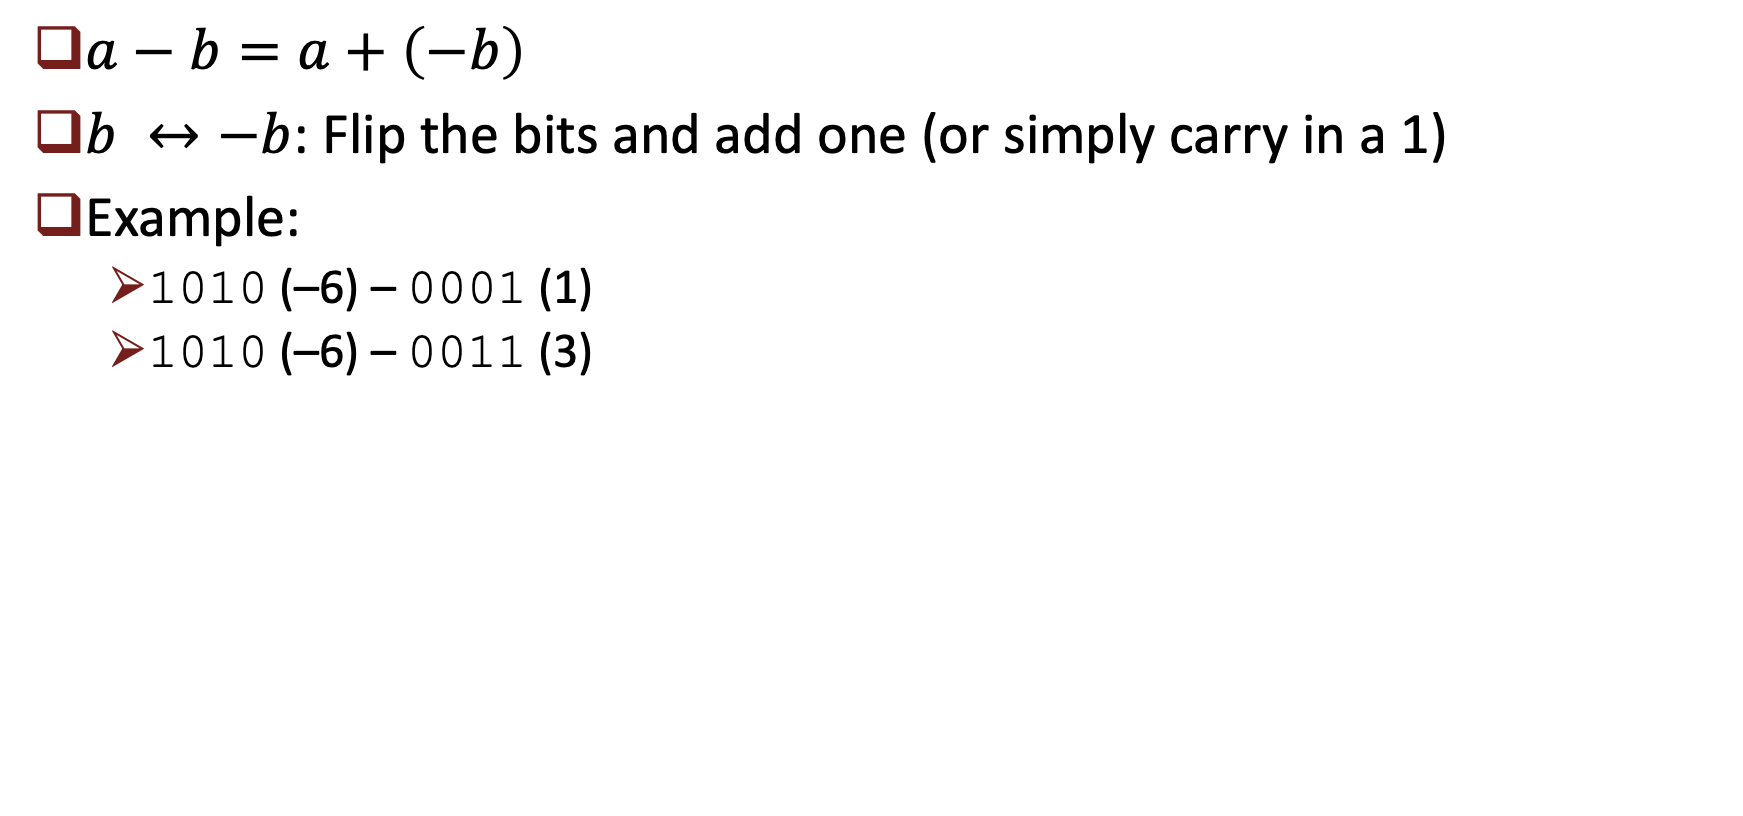 a − b = a + (−b)
b ↔ −b: Flip the bits and add one (or simply carry in a 1)
Example:
1010 (–6) – 0001 (1)
1010 (–6) – 0011 (3)